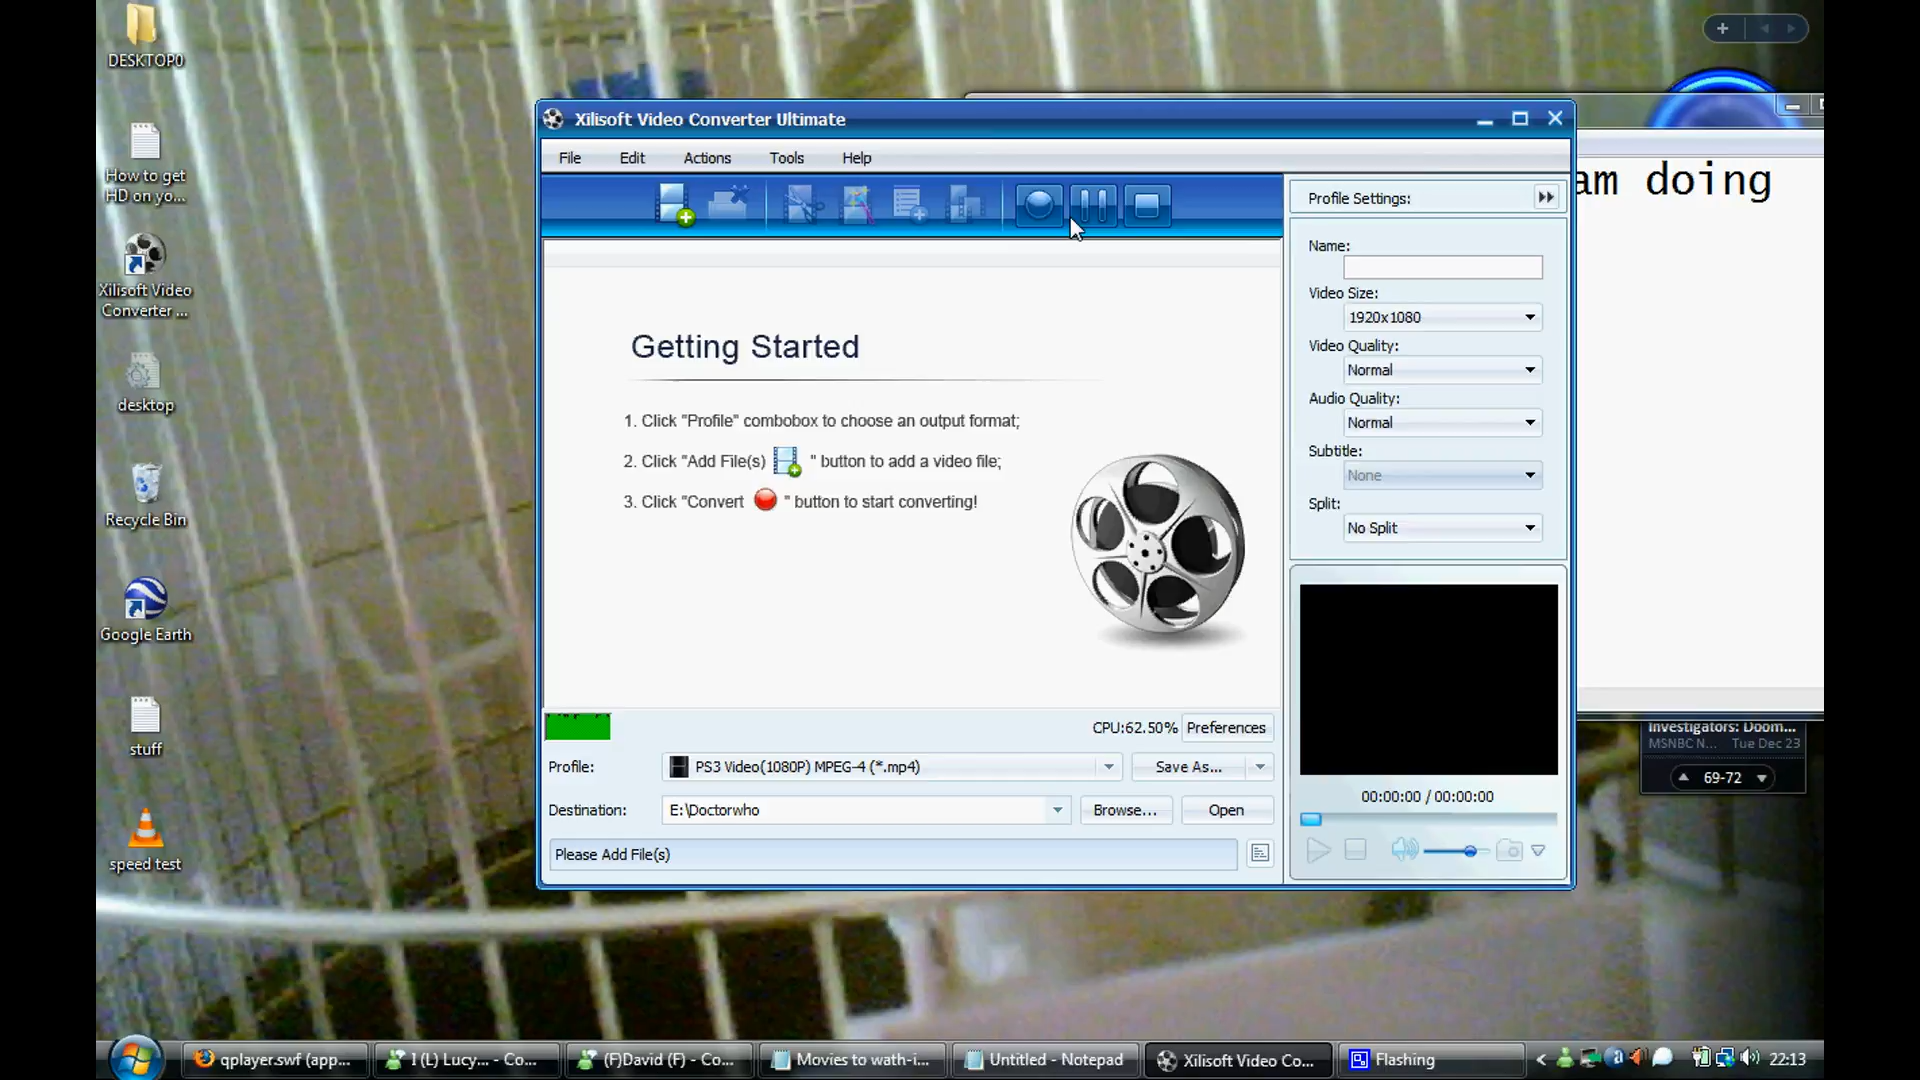 DESKTOP0
How to get
HD on yo...
Xilisoft Video
Converter ...
desktop
Recycle Bin
Google Earth
stuff
speed test
Xilisoft Video Converter Ultimate
File Edit Actions Tools Help
am doing
Getting Started
1. Click "Profile" combobox to choose an output format;
2. Click "Add File(s) " button to add a video file;
3. Click "Convert " button to start converting!
CPU:62.50% Preferences
Profile: PS3 Video(1080P) MPEG-4 (*.mp4) Save As...
Destination: E:\Doctorwho Browse... Open
Please Add File(s)
Profile Settings:
Name:
Video Size:
1920x1080
Video Quality:
Normal
Audio Quality:
Normal
Subtitle:
None
Split:
No Split
00:00:00 / 00:00:00
Investigators: Doom...
MSNBC N... Tue Dec 23
69-72
qplayer.swf (app... I (L) Lucy... - Co... (F)David (F) - Co... Movies to wath-i... Untitled - Notepad Xilisoft Video Co... Flashing 22:13